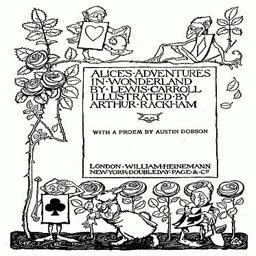 ALICE'S·ADVENTURES
IN·WONDERLAND
BY·LEWIS·CARROLL
ILLUSTRATED·BY
ARTHUR·RACKHAM
WITH A PROEM BY AUSTIN DOBSON
LONDON·WILLIAM·HEINEMANN
NEW·YORK·DOUBLEDAY·PAGE·&·Co